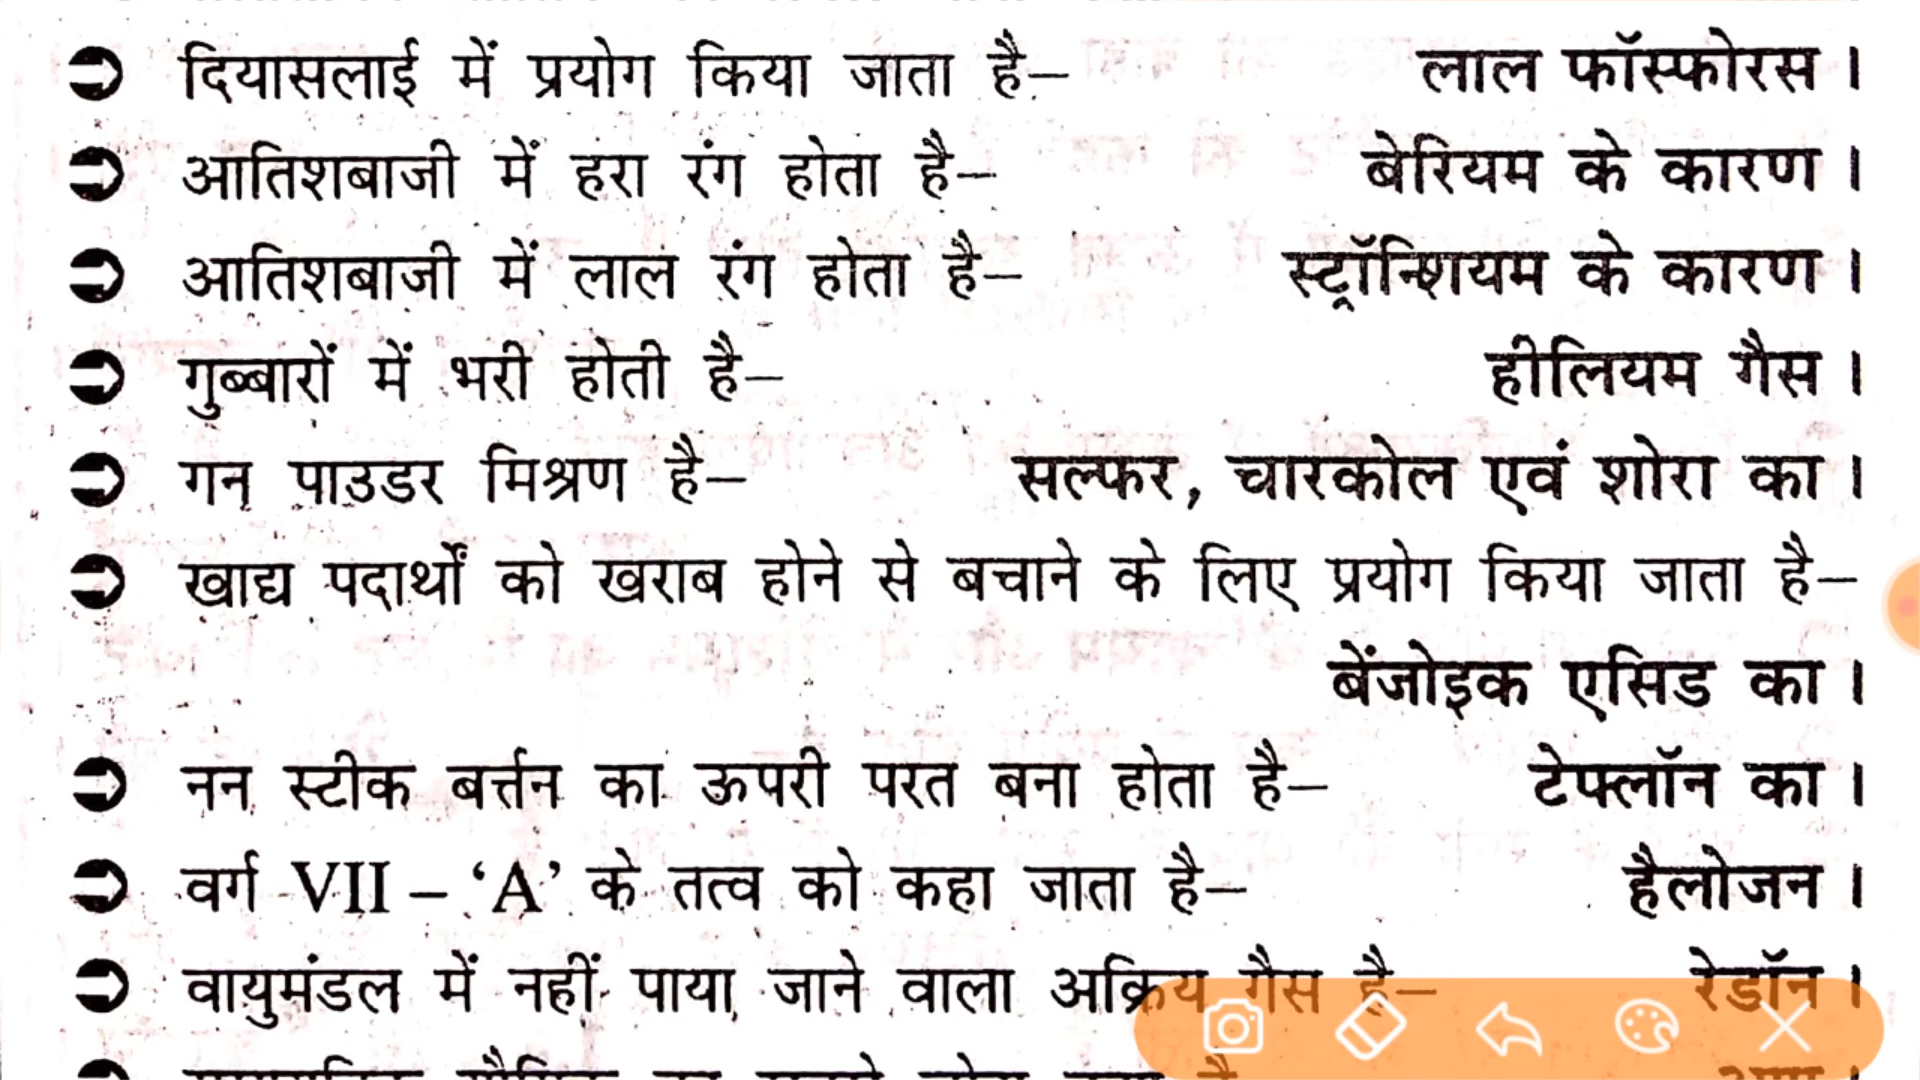 दियासलाई में प्रयोग किया जाता है– लाल फॉस्फोरस ।
आतिशबाजी में हरा रंग होता है– बेरियम के कारण ।
आतिशबाजी में लाल रंग होता है– स्ट्रॉन्शियम के कारण ।
गुब्बारों में भरी होती है– हीलियम गैस ।
गन पाउडर मिश्रण है– सल्फर, चारकोल एवं शोरा का ।
खाद्य पदार्थों को खराब होने से बचाने के लिए प्रयोग किया जाता है–
बेंजोइक एसिड का ।
नन स्टीक बर्त्तन का ऊपरी परत बना होता है– टेफ्लॉन का ।
वर्ग VII – ‘A’ के तत्व को कहा जाता है– हैलोजन ।
वायुमंडल में नहीं पाया जाने वाला अक्रिय गैस है– रेडॉन ।